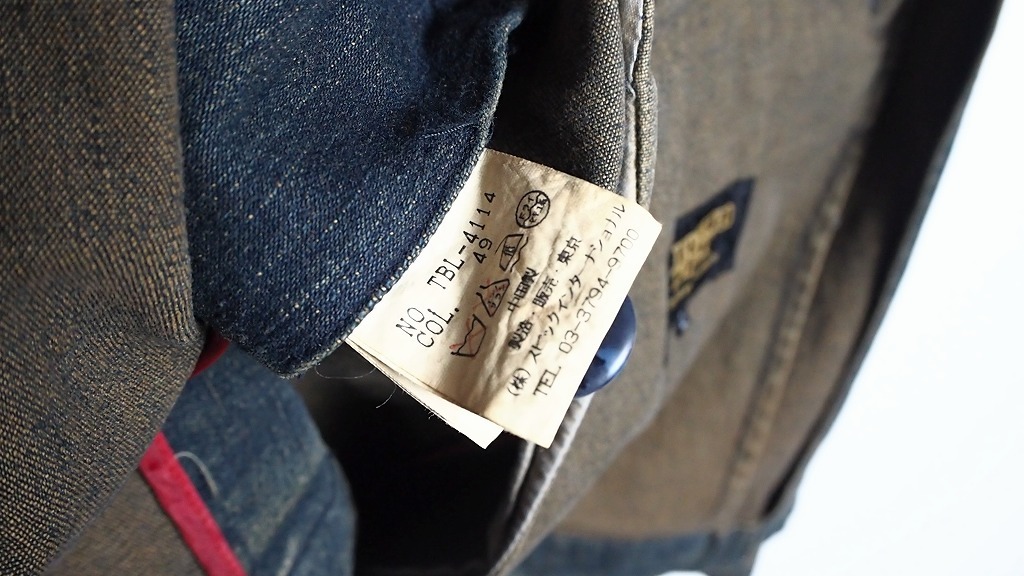 NO. TBL-4114
COL. 49
中国製
製造・販売・東京
(株) ストックインターナショナル
TEL 03-3794-9700